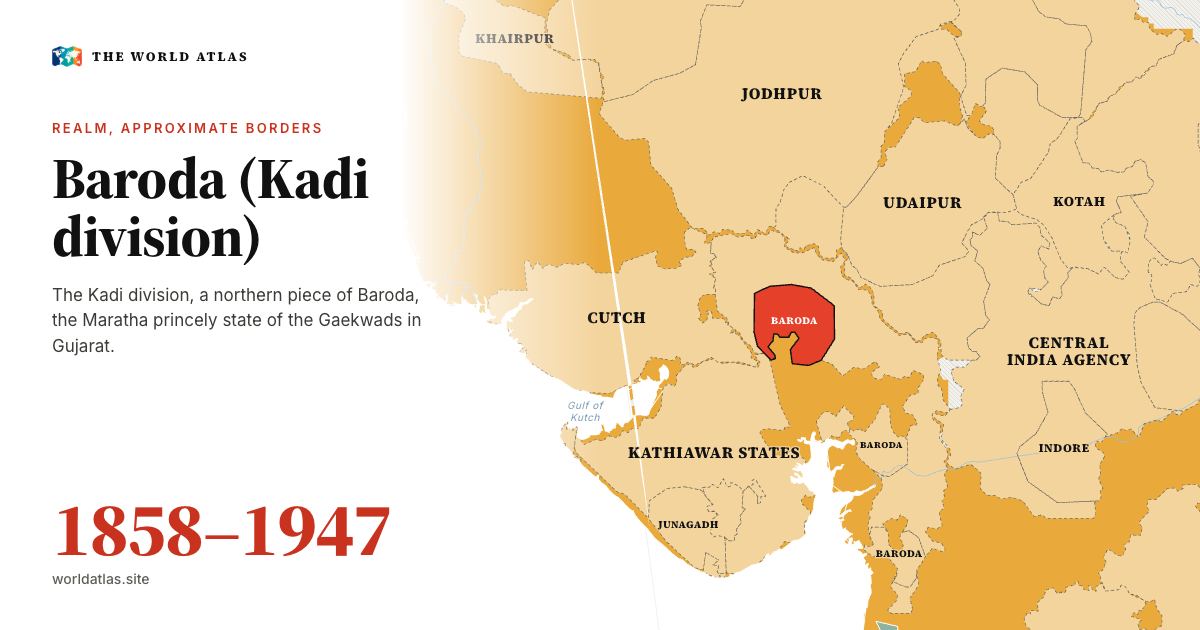 THE WORLD ATLAS
REALM, APPROXIMATE BORDERS
Baroda (Kadi
division)
The Kadi division, a northern piece of Baroda,
the Maratha princely state of the Gaekwads in
Gujarat.
1858–1947
worldatlas.site
KHAIRPUR
JODHPUR
UDAIPUR
KOTAH
CUTCH
BARODA
CENTRAL
INDIA AGENCY
Gulf of
Kutch
KATHIAWAR STATES
BARODA
INDORE
JUNAGADH
BARODA